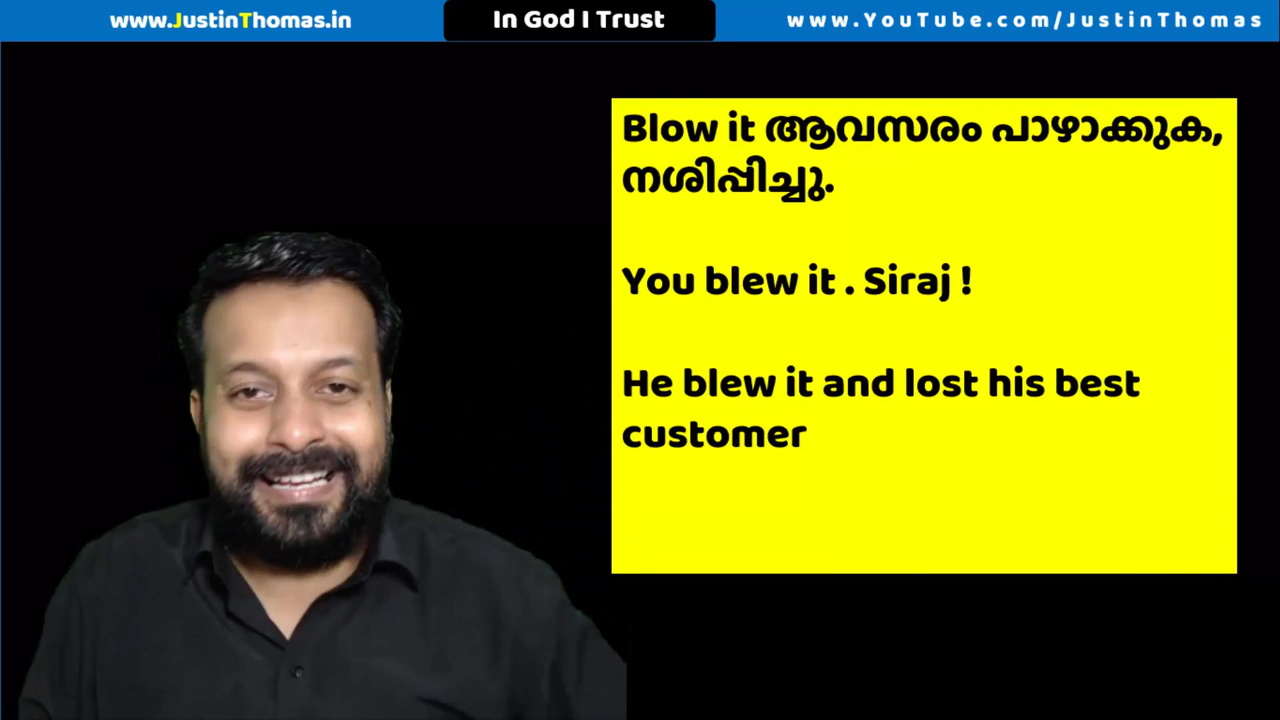 www.JustinThomas.in
In God I Trust
www.YouTube.com/JustinThomas
Blow it ആവസരം പാഴാക്കുക,
നശിപ്പിച്ചു.
You blew it . Siraj !
He blew it and lost his best
customer